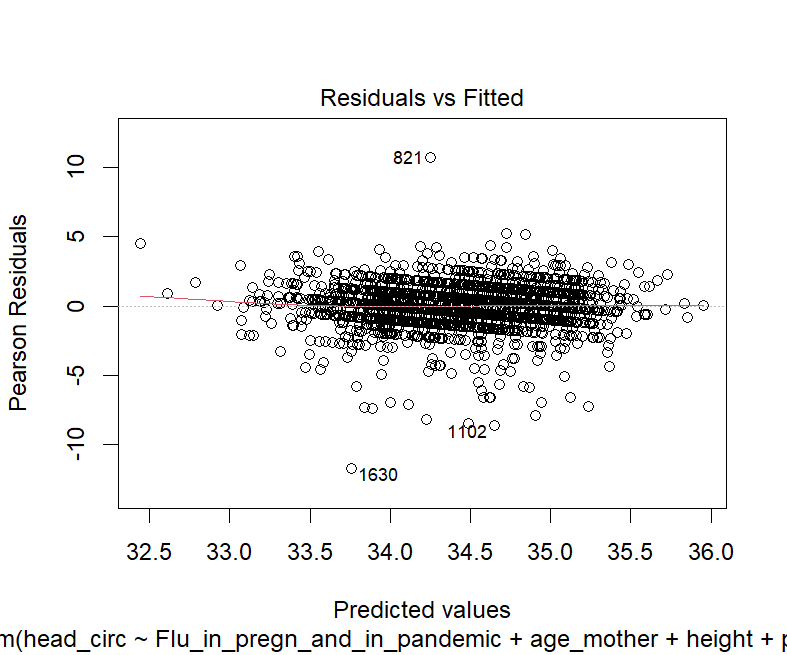 Residuals vs Fitted
Pearson Residuals
10
5
0
-5
-10
821
1102
1630
32.5 33.0 33.5 34.0 34.5 35.0 35.5 36.0
Predicted values
m(head_circ ~ Flu_in_pregn_and_in_pandemic + age_mother + height + p